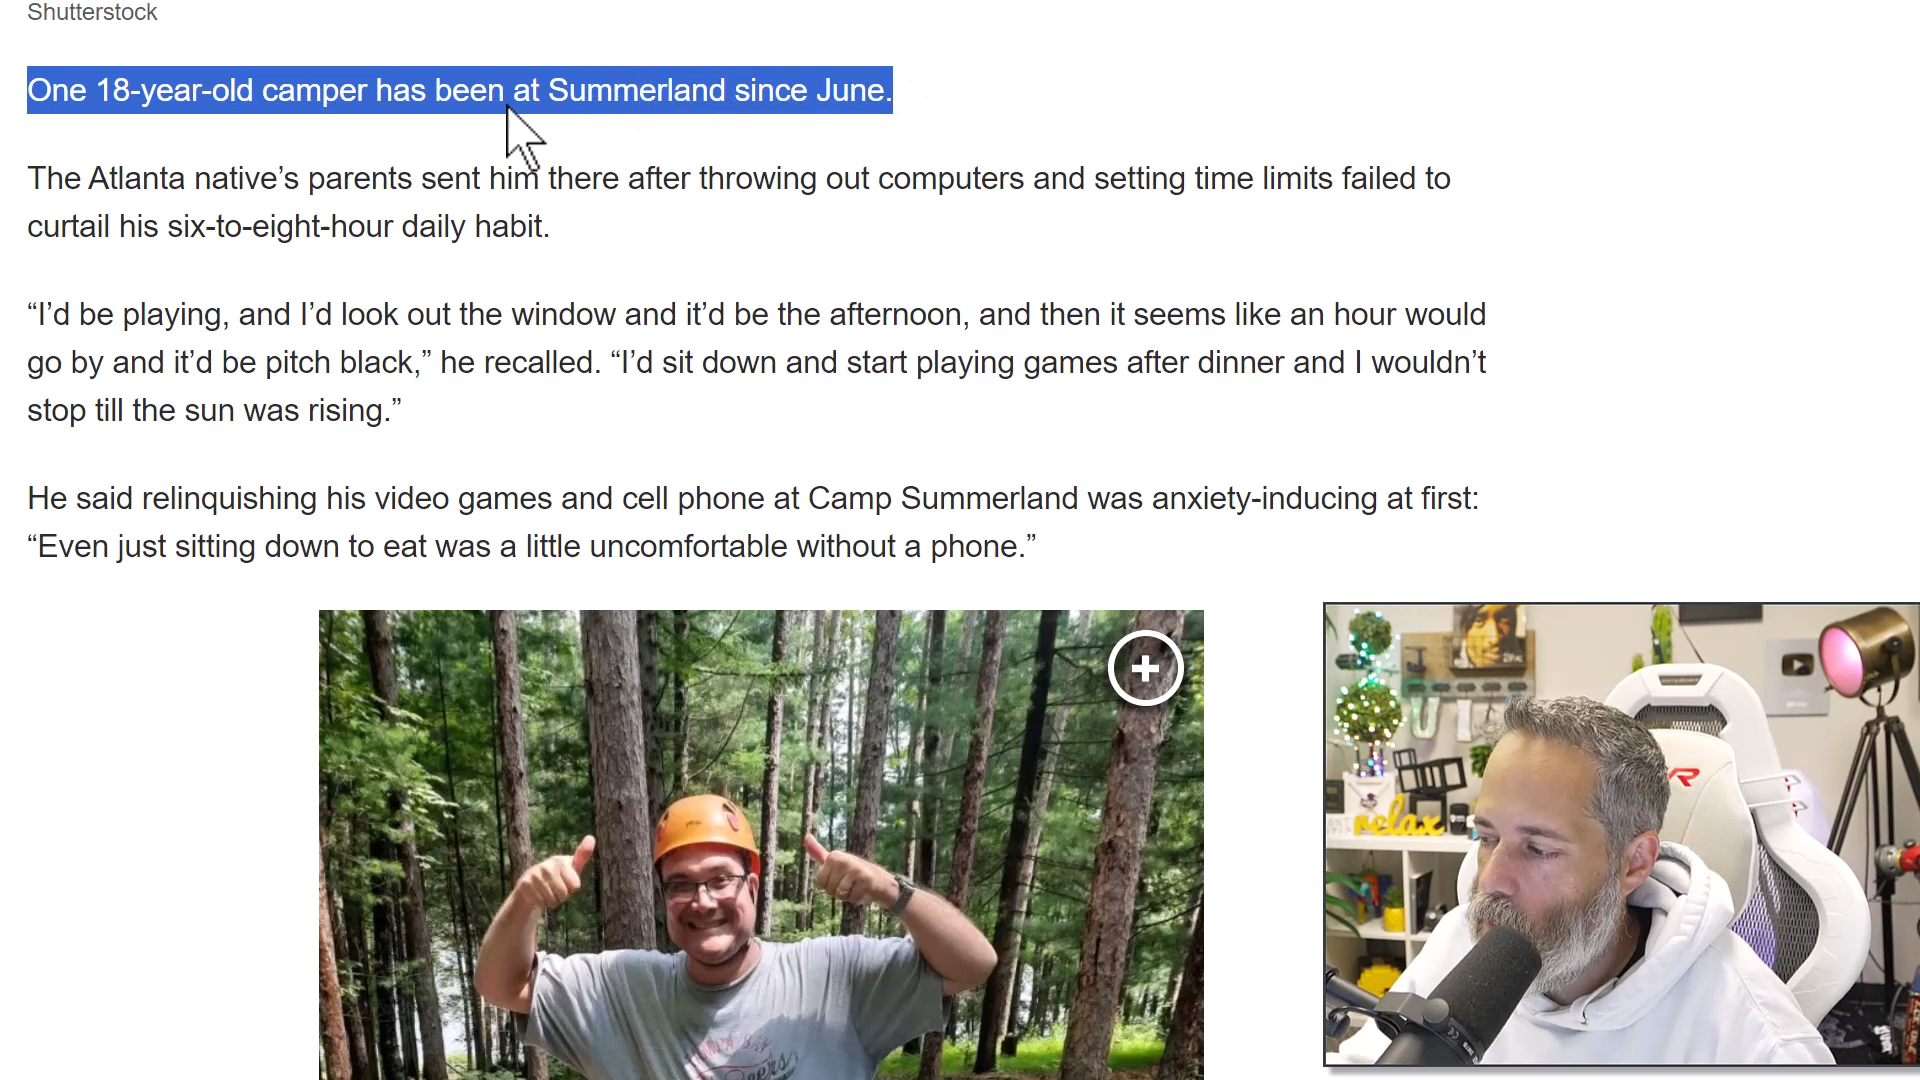 Shutterstock
One 18-year-old camper has been at Summerland since June.
The Atlanta native’s parents sent him there after throwing out computers and setting time limits failed to
curtail his six-to-eight-hour daily habit.
“I’d be playing, and I’d look out the window and it’d be the afternoon, and then it seems like an hour would
go by and it’d be pitch black,” he recalled. “I’d sit down and start playing games after dinner and I wouldn’t
stop till the sun was rising.”
He said relinquishing his video games and cell phone at Camp Summerland was anxiety-inducing at first:
“Even just sitting down to eat was a little uncomfortable without a phone.”
relax